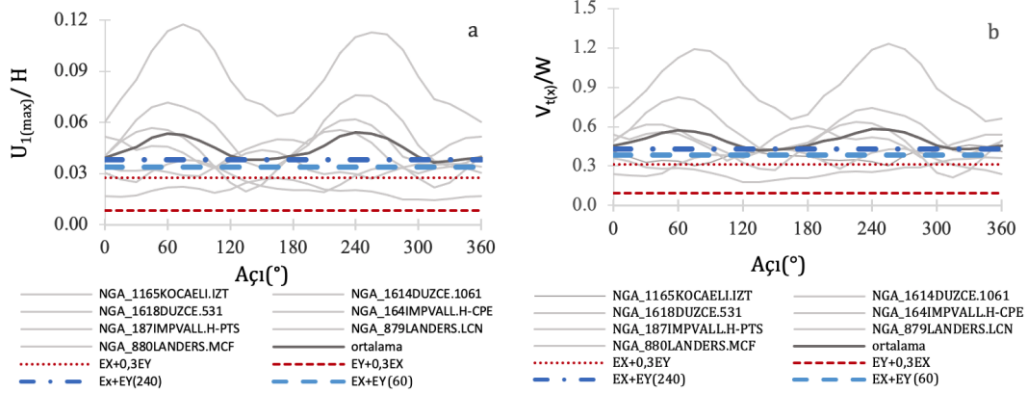 a
U1(max)/ H
0.12
0.09
0.06
0.03
0.00
0 60 120 180 240 300 360
Açı(°)
NGA_1165KOCAELI.IZT
NGA_1614DUZCE.1061
NGA_1618DUZCE.531
NGA_164IMPVALL.H-CPE
NGA_187IMPVALL.H-PTS
NGA_879LANDERS.LCN
NGA_880LANDERS.MCF
ortalama
EX+0,3EY
EY+0,3EX
Ex+EY(240)
EX+EY(60)
b
Vt(x)/W
1.5
1.2
0.9
0.6
0.3
0.0
0 60 120 180 240 300 360
Açı(°)
NGA_1165KOCAELI.IZT
NGA_1614DUZCE.1061
NGA_1618DUZCE.531
NGA_164IMPVALL.H-CPE
NGA_187IMPVALL.H-PTS
NGA_879LANDERS.LCN
NGA_880LANDERS.MCF
ortalama
EX+0,3EY
EY+0,3EX
EX+EY(240)
EX+EY(60)